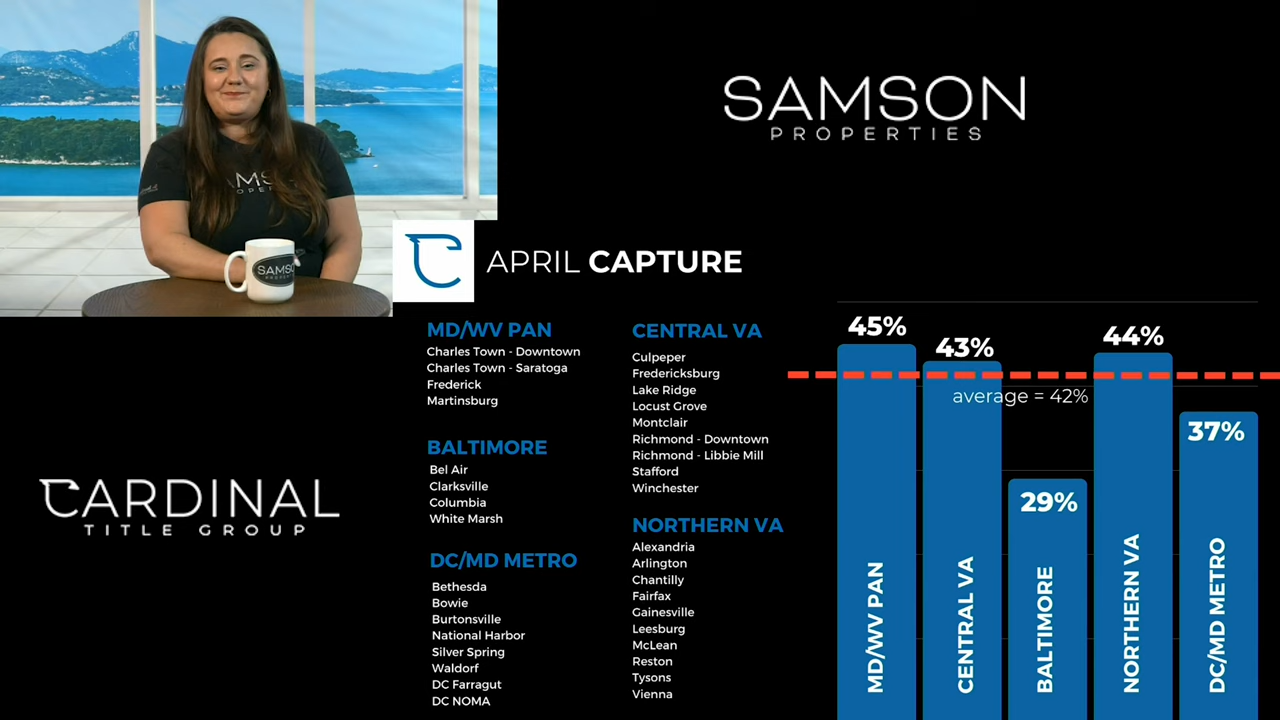 SAMSON
PROPERTIES
SAMSO
APRIL CAPTURE
MD/WV PAN
Charles Town - Downtown
Charles Town - Saratoga
Frederick
Martinsburg
BALTIMORE
Bel Air
Clarksville
Columbia
White Marsh
DC/MD METRO
Bethesda
Bowie
Burtonsville
National Harbor
Silver Spring
Waldorf
DC Farragut
DC NOMA
CENTRAL VA
Culpeper
Fredericksburg
Lake Ridge
Locust Grove
Montclair
Richmond - Downtown
Richmond - Libbie Mill
Stafford
Winchester
NORTHERN VA
Alexandria
Arlington
Chantilly
Fairfax
Gainesville
Leesburg
McLean
Reston
Tysons
Vienna
45%
43%
29%
44%
37%
average = 42%
MD/WV PAN
CENTRAL VA
BALTIMORE
NORTHERN VA
DC/MD METRO
CARDINAL
TITLE GROUP